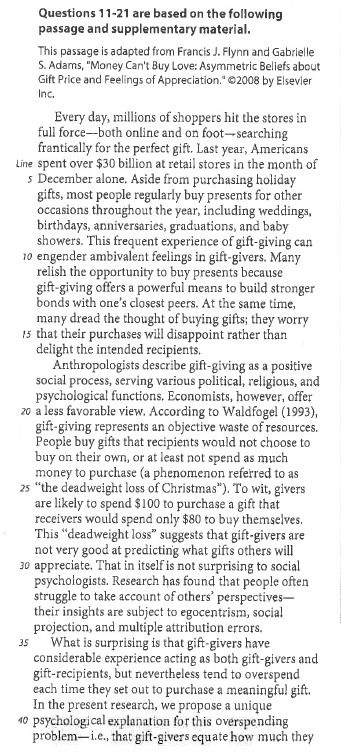 Questions 11-21 are based on the following
passage and supplementary material.
This passage is adapted from Francis J. Flynn and Gabrielle
S. Adams, "Money Can't Buy Love: Asymmetric Beliefs about
Gift Price and Feelings of Appreciation." ©2008 by Elsevier
Inc.
Every day, millions of shoppers hit the stores in
full force—both online and on foot—searching
frantically for the perfect gift. Last year, Americans
Line spent over $30 billion at retail stores in the month of
5 December alone. Aside from purchasing holiday
gifts, most people regularly buy presents for other
occasions throughout the year, including weddings,
birthdays, anniversaries, graduations, and baby
showers. This frequent experience of gift-giving can
10 engender ambivalent feelings in gift-givers. Many
relish the opportunity to buy presents because
gift-giving offers a powerful means to build stronger
bonds with one's closest peers. At the same time,
many dread the thought of buying gifts; they worry
15 that their purchases will disappoint rather than
delight the intended recipients.
Anthropologists describe gift-giving as a positive
social process, serving various political, religious, and
psychological functions. Economists, however, offer
20 a less favorable view. According to Waldfogel (1993),
gift-giving represents an objective waste of resources.
People buy gifts that recipients would not choose to
buy on their own, or at least not spend as much
money to purchase (a phenomenon referred to as
25 "the deadweight loss of Christmas"). To wit, givers
are likely to spend $100 to purchase a gift that
receivers would spend only $80 to buy themselves.
This "deadweight loss" suggests that gift-givers are
not very good at predicting what gifts others will
30 appreciate. That in itself is not surprising to social
psychologists. Research has found that people often
struggle to take account of others' perspectives—
their insights are subject to egocentrism, social
projection, and multiple attribution errors.
35 What is surprising is that gift-givers have
considerable experience acting as both gift-givers and
gift-recipients, but nevertheless tend to overspend
each time they set out to purchase a meaningful gift.
In the present research, we propose a unique
40 psychological explanation for this overspending
problem—i.e., that gift-givers equate how much they